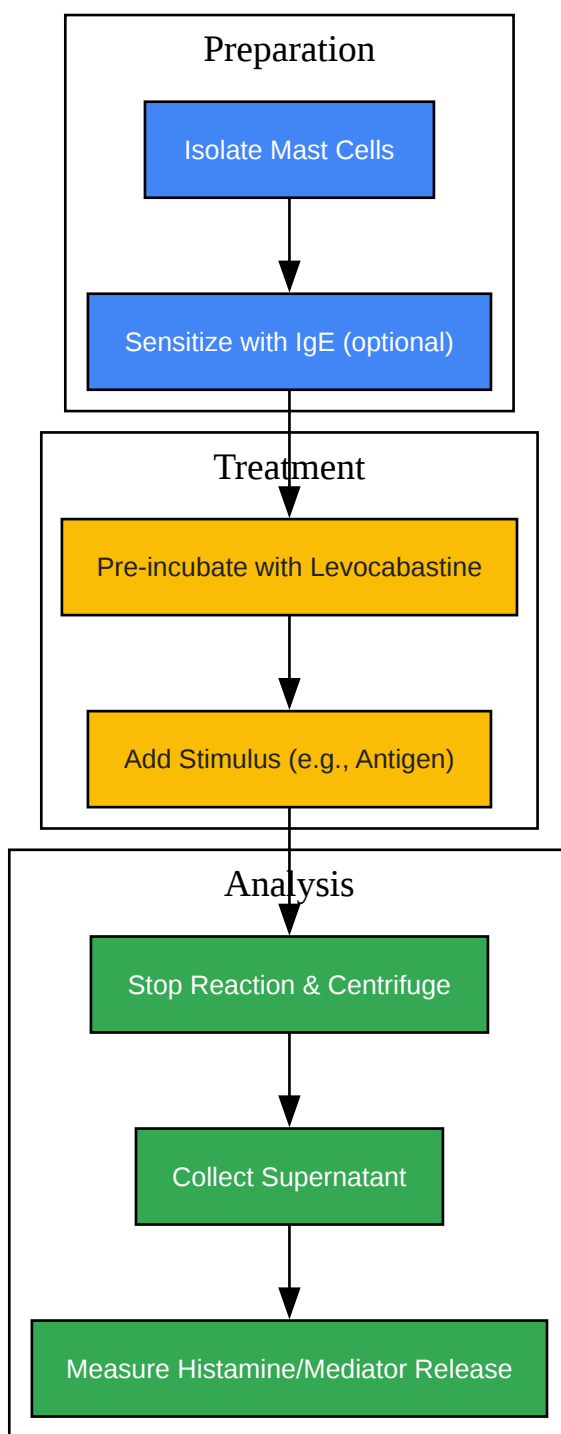 Preparation
Isolate Mast Cells
Sensitize with IgE (optional)
Treatment
Pre-incubate with Levocabastine
Add Stimulus (e.g., Antigen)
Analysis
Stop Reaction & Centrifuge
Collect Supernatant
Measure Histamine/Mediator Release